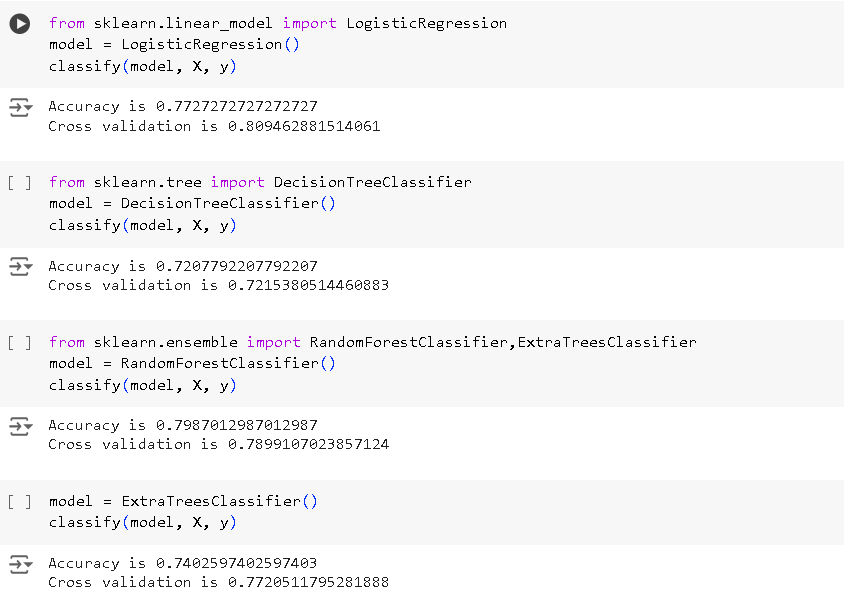 from sklearn.linear_model import LogisticRegression
model = LogisticRegression()
classify(model, X, y)
Accuracy is 0.7727272727272727
Cross validation is 0.809462881514061
[ ] from sklearn.tree import DecisionTreeClassifier
model = DecisionTreeClassifier()
classify(model, X, y)
Accuracy is 0.7207792207792207
Cross validation is 0.7215380514460883
[ ] from sklearn.ensemble import RandomForestClassifier,ExtraTreesClassifier
model = RandomForestClassifier()
classify(model, X, y)
Accuracy is 0.7987012987012987
Cross validation is 0.7899107023857124
[ ] model = ExtraTreesClassifier()
classify(model, X, y)
Accuracy is 0.7402597402597403
Cross validation is 0.7720511795281888